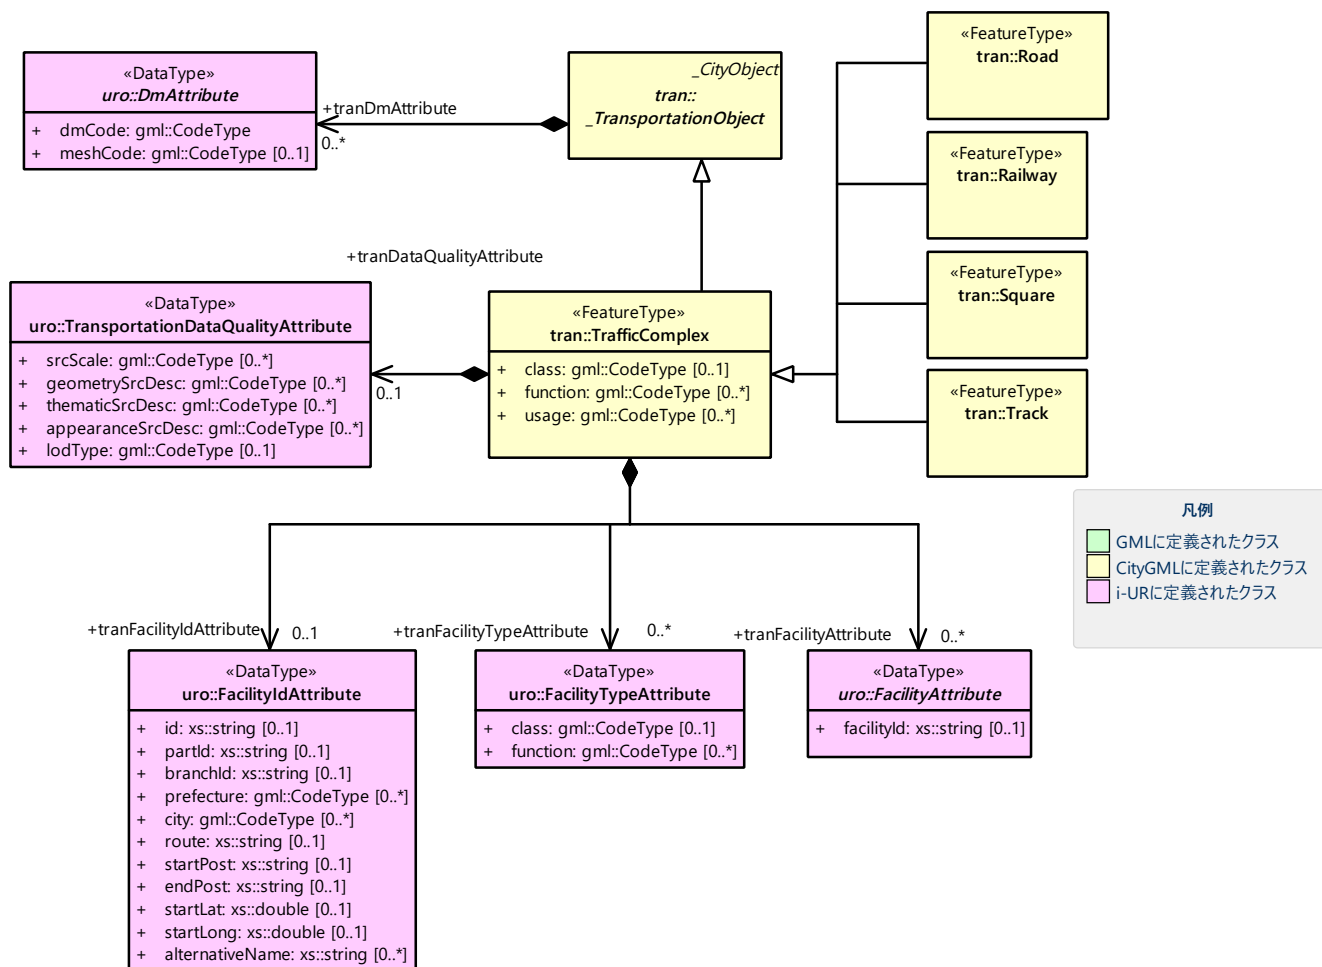 «DataType»
uro::DmAttribute
+ dmCode: gml::CodeType
+ meshCode: gml::CodeType [0..1]
+tranDmAttribute
0..*
_CityObject
tran::
_TransportationObject
«FeatureType»
tran::Road
«FeatureType»
tran::Railway
«FeatureType»
tran::Square
«FeatureType»
tran::Track
+tranDataQualityAttribute
0..1
«DataType»
uro::TransportationDataQualityAttribute
+ srcScale: gml::CodeType [0..*]
+ geometrySrcDesc: gml::CodeType [0..*]
+ thematicSrcDesc: gml::CodeType [0..*]
+ appearanceSrcDesc: gml::CodeType [0..*]
+ lodType: gml::CodeType [0..1]
«FeatureType»
tran::TrafficComplex
+ class: gml::CodeType [0..1]
+ function: gml::CodeType [0..*]
+ usage: gml::CodeType [0..*]
凡例
GMLに定義されたクラス
CityGMLに定義されたクラス
i-URに定義されたクラス
+tranFacilityIdAttribute
0..1
+tranFacilityTypeAttribute
0..*
+tranFacilityAttribute
0..*
«DataType»
uro::FacilityIdAttribute
+ id: xs::string [0..1]
+ partId: xs::string [0..1]
+ branchId: xs::string [0..1]
+ prefecture: gml::CodeType [0..*]
+ city: gml::CodeType [0..*]
+ route: xs::string [0..1]
+ startPost: xs::string [0..1]
+ endPost: xs::string [0..1]
+ startLat: xs::double [0..1]
+ startLong: xs::double [0..1]
+ alternativeName: xs::string [0..*]
«DataType»
uro::FacilityTypeAttribute
+ class: gml::CodeType [0..1]
+ function: gml::CodeType [0..*]
«DataType»
uro::FacilityAttribute
+ facilityId: xs::string [0..1]